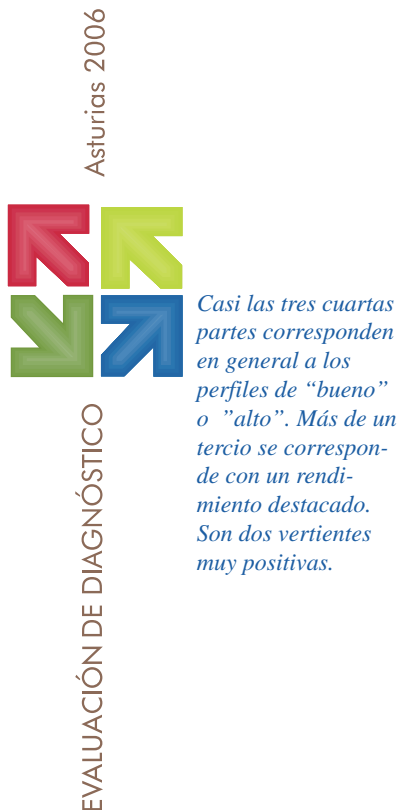 Asturias 2006
EVALUACIÓN DE DIAGNÓSTICO
Casi las tres cuartas
partes corresponden
en general a los
perfiles de “bueno”
o ”alto”. Más de un
tercio se correspon-
de con un rendi-
miento destacado.
Son dos vertientes
muy positivas.